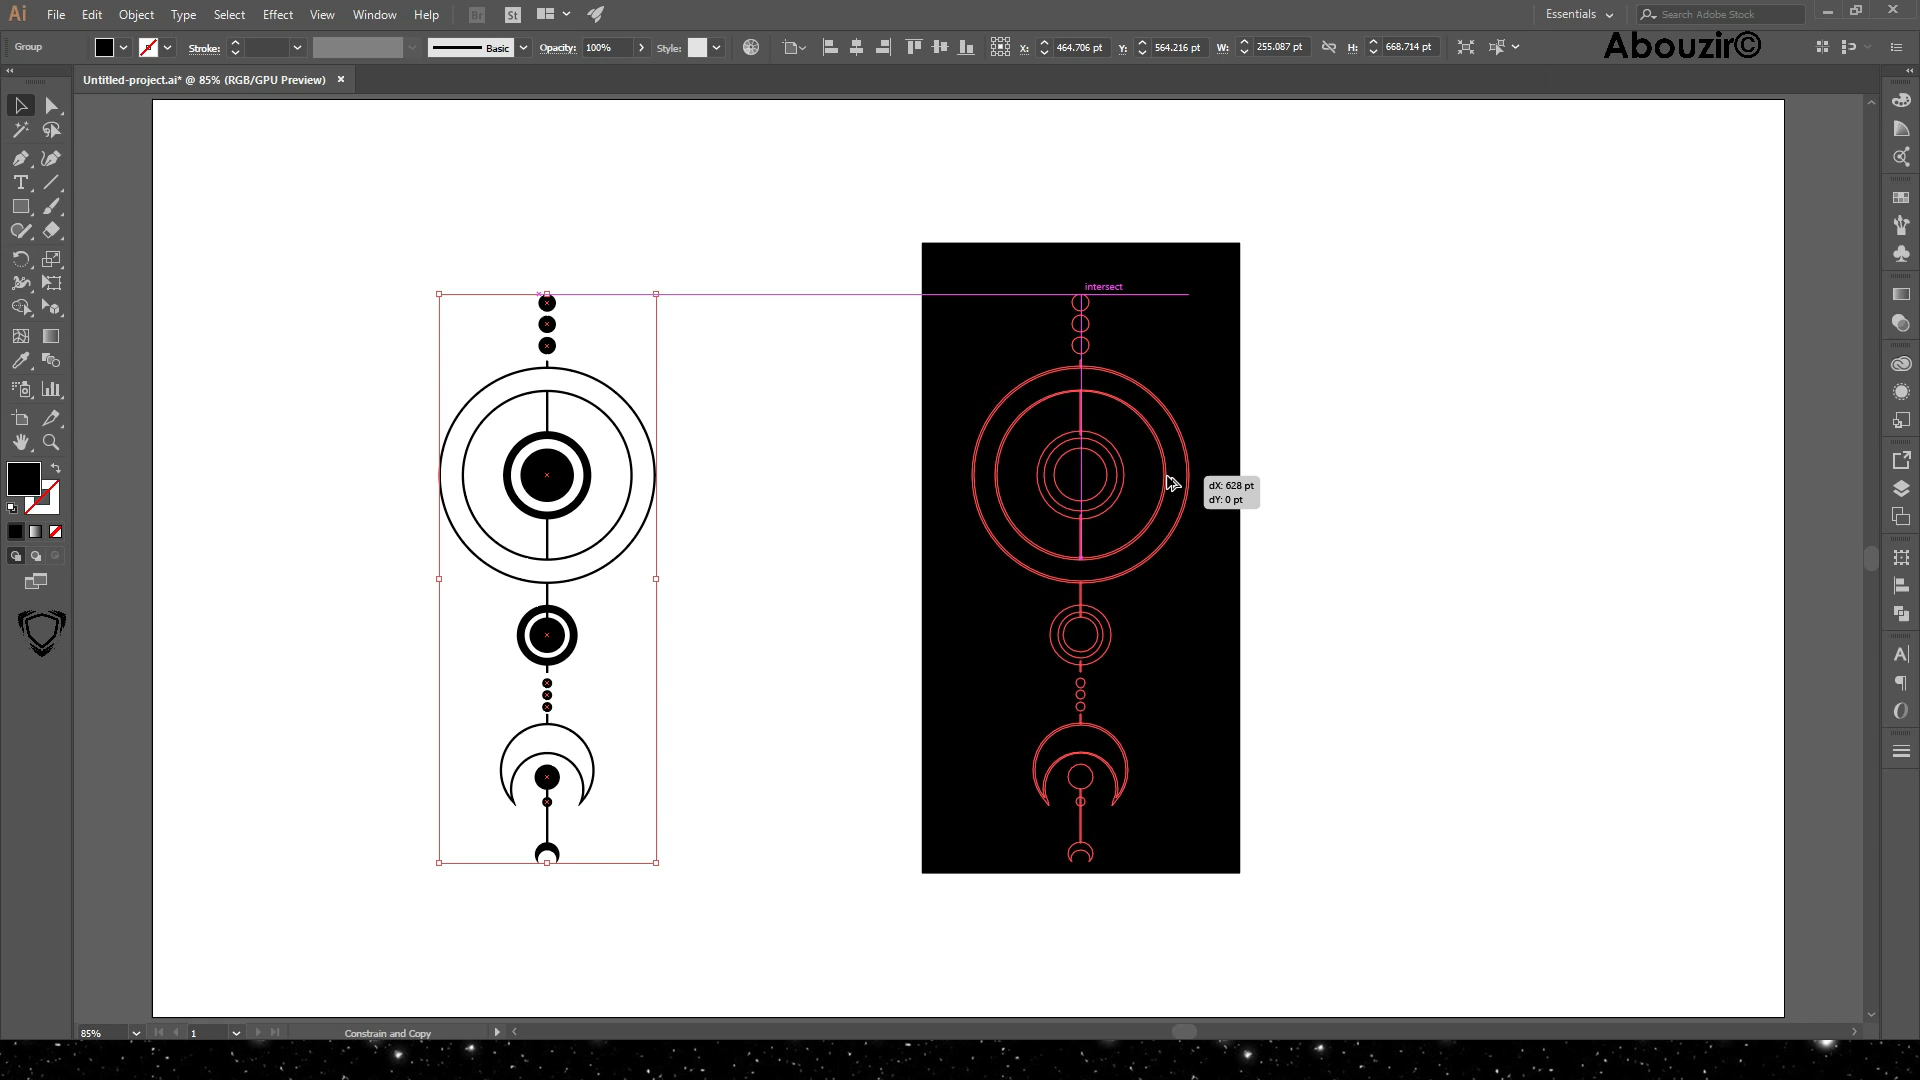 Ai File Edit Object Type Select Effect View Window Help Br St Essentials Search Adobe Stock
Group Stroke: Basic Opacity: 100% Style: X: 464.706 pt Y: 564.216 pt W: 255.087 pt H: 668.714 pt Abouzir©
Untitled-project.ai* @ 85% (RGB/GPU Preview)
intersect
dX: 628 pt
dY: 0 pt
85% 1 Constrain and Copy